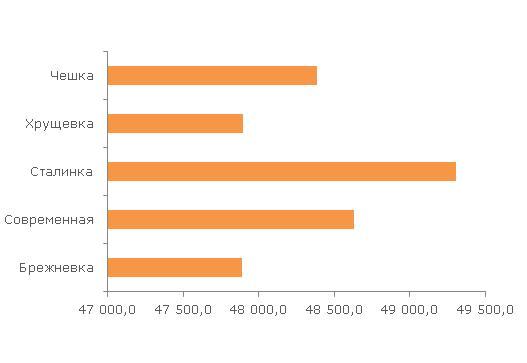 Чешка
Хрущевка
Сталинка
Современная
Брежневка
47 000,0 47 500,0 48 000,0 48 500,0 49 000,0 49 500,0